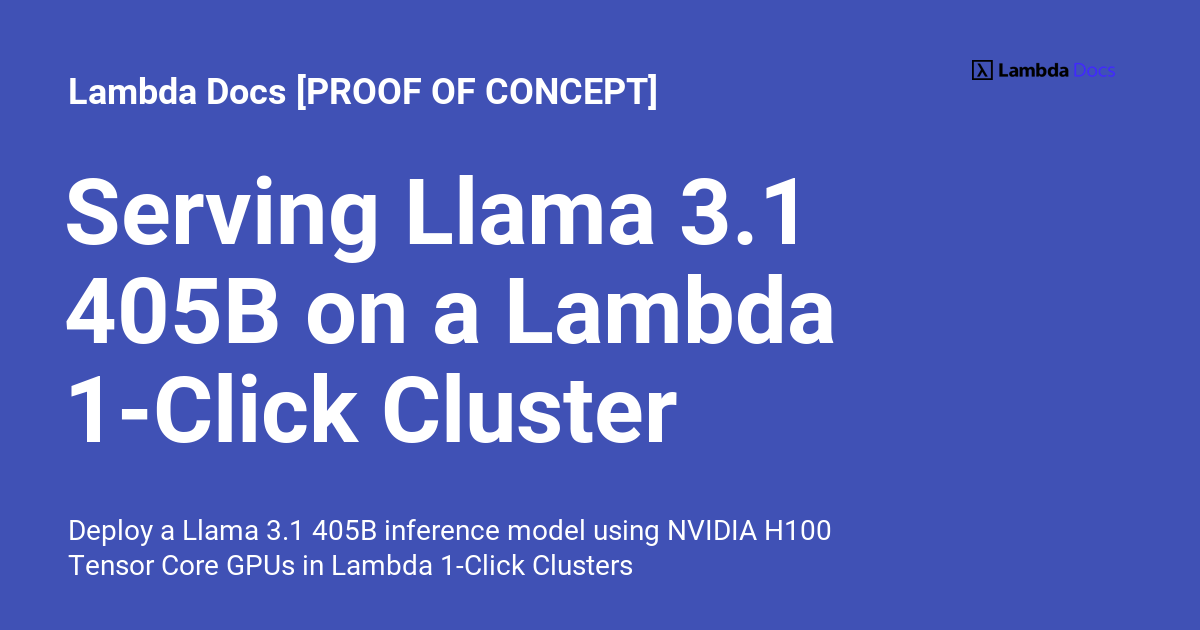 Lambda Docs [PROOF OF CONCEPT]
λ Lambda Docs
Serving Llama 3.1
405B on a Lambda
1-Click Cluster
Deploy a Llama 3.1 405B inference model using NVIDIA H100
Tensor Core GPUs in Lambda 1-Click Clusters